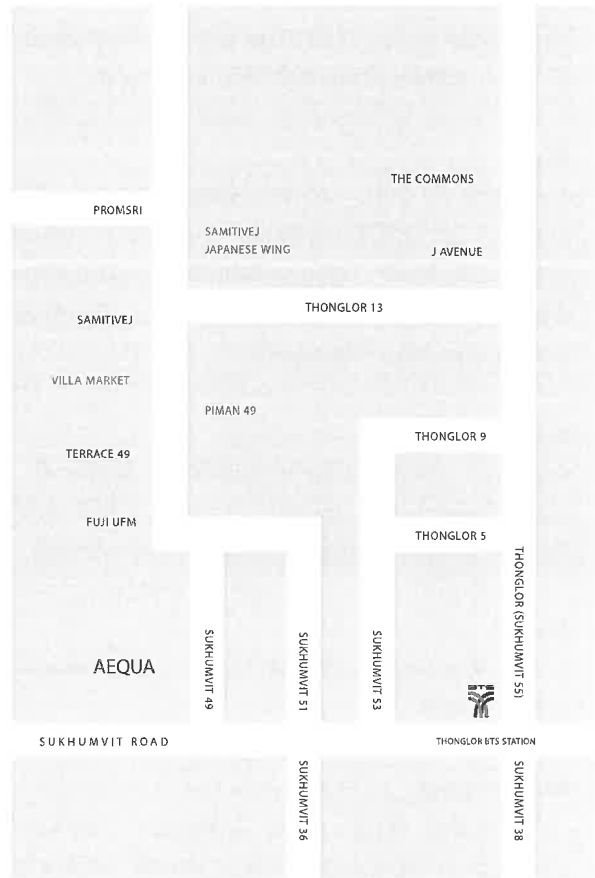 THE COMMONS
PROMSRI
SAMITIVEJ
JAPANESE WING
J AVENUE
THONGLOR 13
SAMITIVEJ
VILLA MARKET
PIMAN 49
THONGLOR 9
TERRACE 49
FUJI UFM
THONGLOR 5
THONGLOR (SUKHUMVIT 55)
SUKHUMVIT 49
SUKHUMVIT 51
SUKHUMVIT 53
AEQUA
BTS
SUKHUMVIT ROAD
THONGLOR BTS STATION
SUKHUMVIT 36
SUKHUMVIT 38